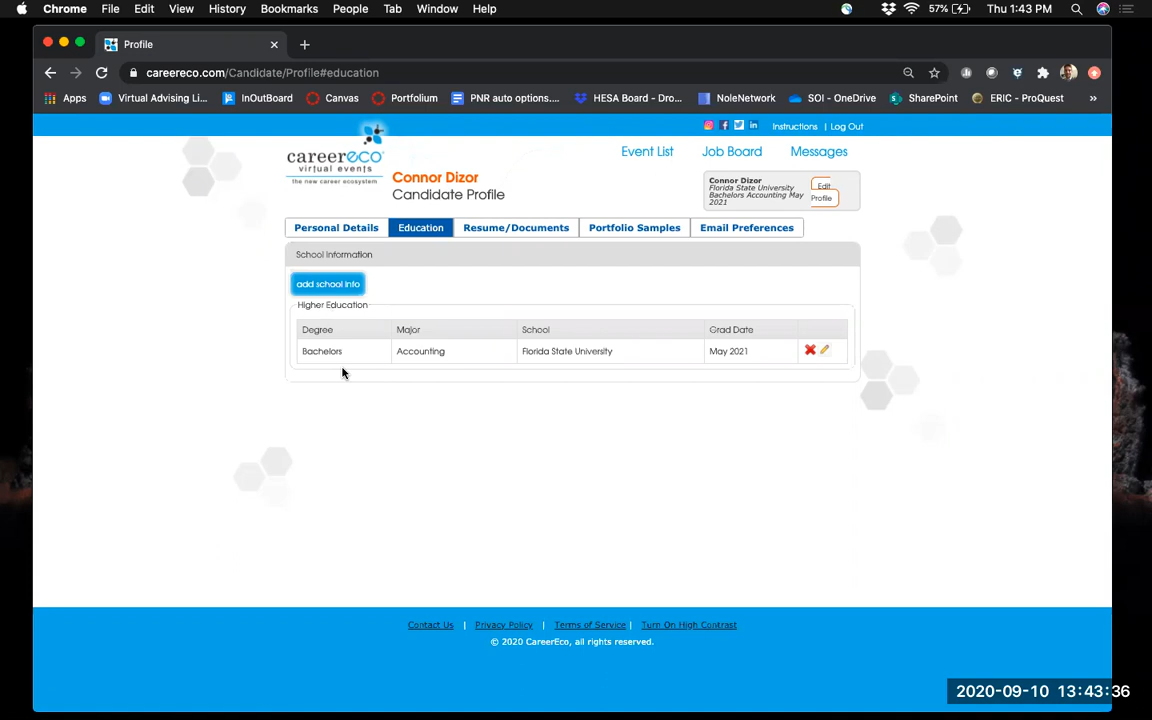 Chrome File Edit View History Bookmarks People Tab Window Help 57% Thu 1:43 PM
Profile
careereco.com/Candidate/Profile#education
Apps Virtual Advising Li... InOutBoard Canvas Portfolium PNR auto options.... HESA Board - Dro... NoleNetwork SOI - OneDrive SharePoint ERIC - ProQuest »
Instructions | Log Out
careereco
virtual events
the new career ecosystem
Event List Job Board Messages
Connor Dizor
Candidate Profile
Connor Dizor
Florida State University
Bachelors Accounting May
2021
Edit
Profile
Personal Details Education Resume/Documents Portfolio Samples Email Preferences
School Information
add school info
Higher Education
Degree Major School Grad Date
Bachelors Accounting Florida State University May 2021
Contact Us | Privacy Policy | Terms of Service | Turn On High Contrast
© 2020 CareerEco, all rights reserved.
2020-09-10 13:43:36